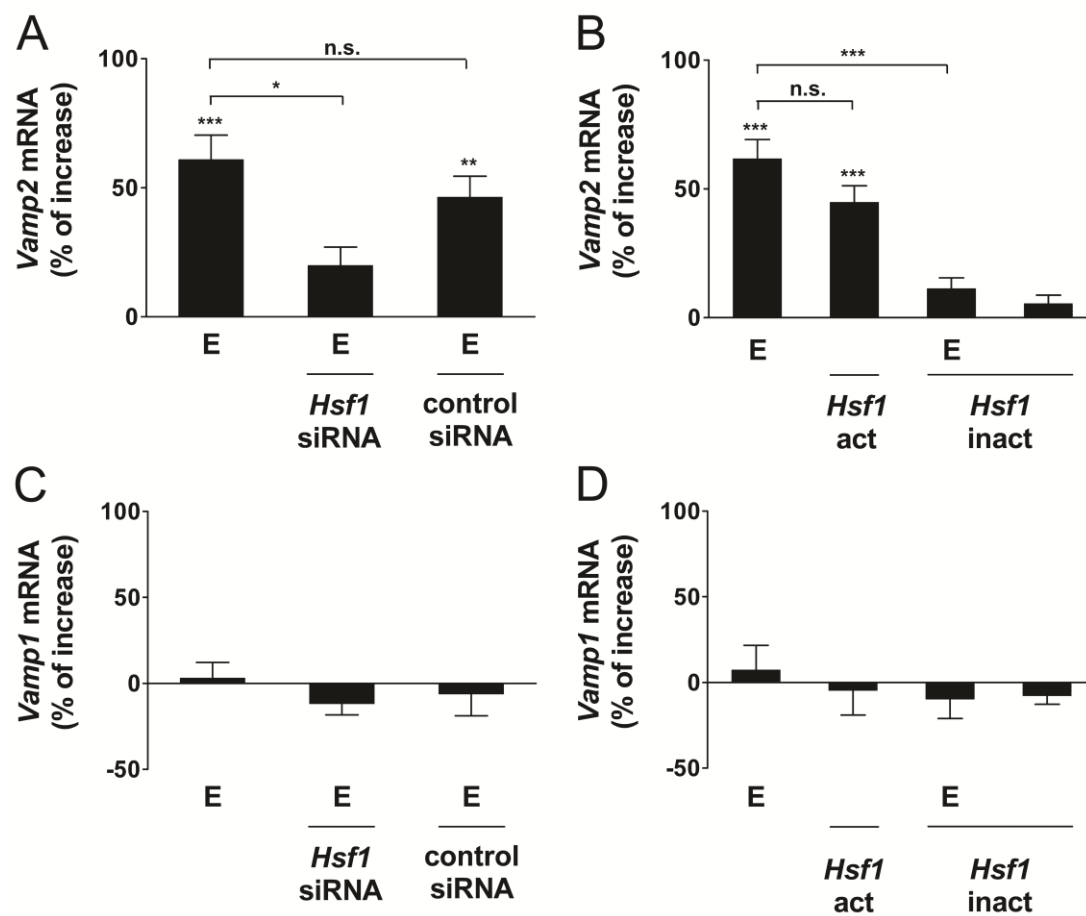 A
Vamp2 mRNA
(% of increase)
100
50
0
n.s.
*
***
**
E E E
Hsf1
siRNA
control
siRNA
B
Vamp2 mRNA
(% of increase)
100
50
0
***
n.s.
***
***
E E
Hsf1
act
Hsf1
inact
C
Vamp1 mRNA
(% of increase)
100
50
0
-50
E E E
Hsf1
siRNA
control
siRNA
D
Vamp1 mRNA
(% of increase)
100
50
0
-50
E E
Hsf1
act
Hsf1
inact